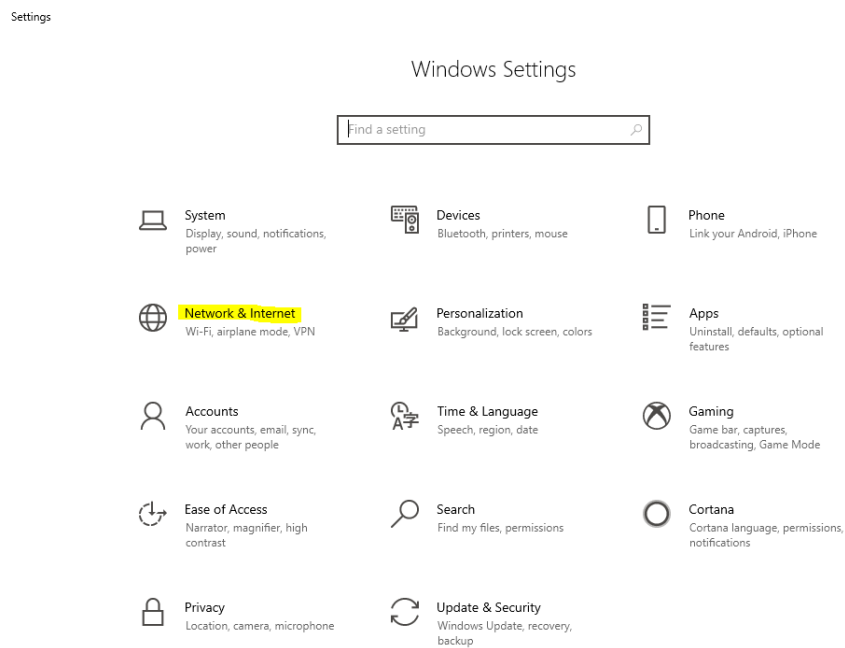 Settings
Windows Settings
Find a setting
System
Display, sound, notifications,
power
Devices
Bluetooth, printers, mouse
Phone
Link your Android, iPhone
Network & Internet
Wi-Fi, airplane mode, VPN
Personalization
Background, lock screen, colors
Apps
Uninstall, defaults, optional
features
Accounts
Your accounts, email, sync,
work, other people
Time & Language
Speech, region, date
Gaming
Game bar, captures,
broadcasting, Game Mode
Ease of Access
Narrator, magnifier, high
contrast
Search
Find my files, permissions
Cortana
Cortana language, permissions,
notifications
Privacy
Location, camera, microphone
Update & Security
Windows Update, recovery,
backup